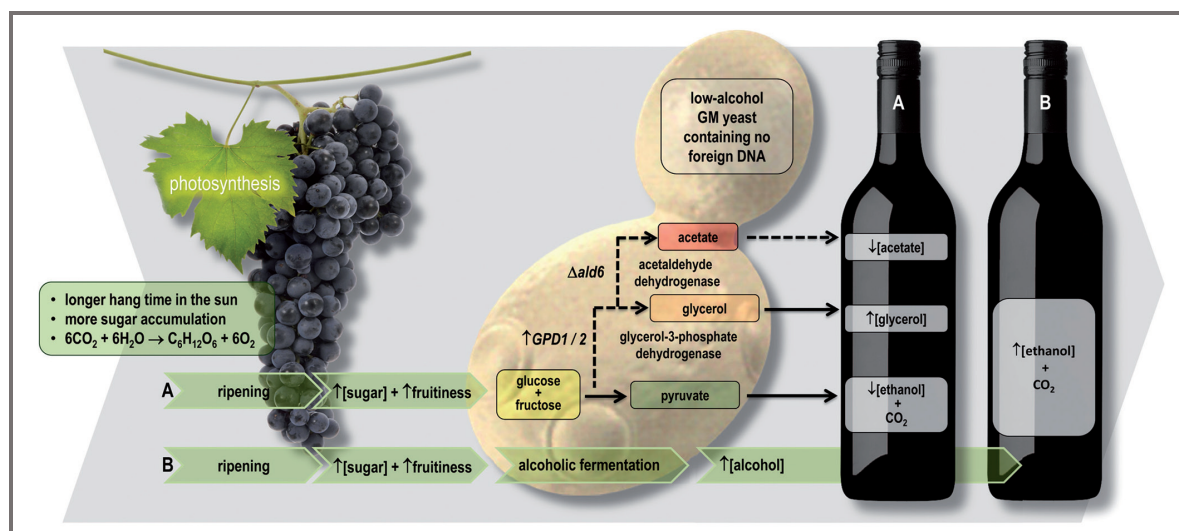 photosynthesis
• longer hang time in the sun
• more sugar accumulation
• 6CO₂ + 6H₂O → C₆H₁₂O₆ + 6O₂
low-alcohol
GM yeast
containing no
foreign DNA
acetate
Δald6
acetaldehyde
dehydrogenase
glycerol
↑GPD1 / 2
glycerol-3-phosphate
dehydrogenase
A
ripening
↑[sugar] + ↑fruitiness
glucose
+
fructose
pyruvate
B
ripening
↑[sugar] + ↑fruitiness
alcoholic fermentation
↑[alcohol]
A
↓[acetate]
↑[glycerol]
↓[ethanol]
+
CO₂
B
↑[ethanol]
+
CO₂